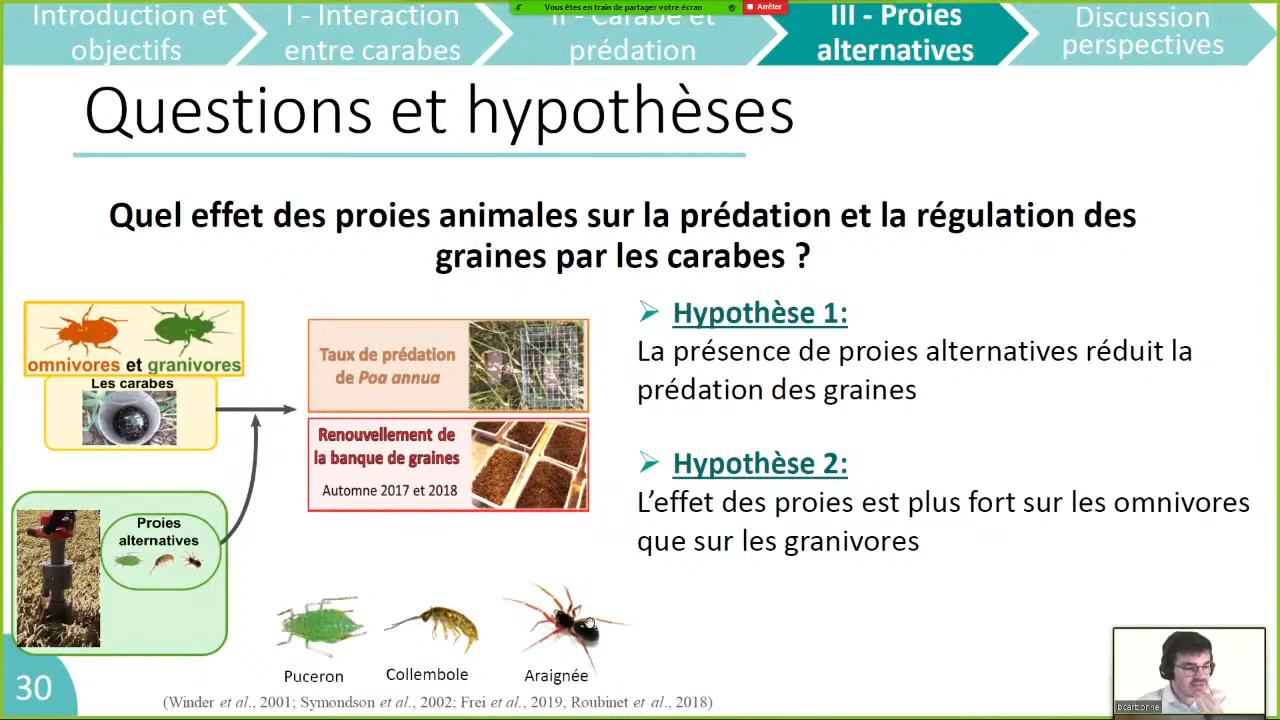 Vous êtes en train de partager votre écran
Arrêter
Introduction et
objectifs
I - Interaction
entre carabes
II - Carabe et
prédation
III - Proies
alternatives
Discussion
perspectives
Questions et hypothèses
Quel effet des proies animales sur la prédation et la régulation des
graines par les carabes ?
omnivores et granivores
Les carabes
Taux de prédation
de Poa annua
Renouvellement de
la banque de graines
Automne 2017 et 2018
Proies
alternatives
Hypothèse 1:
La présence de proies alternatives réduit la
prédation des graines
Hypothèse 2:
L'effet des proies est plus fort sur les omnivores
que sur les granivores
Puceron
Collembole
Araignée
30
(Winder et al., 2001; Symondson et al., 2002; Frei et al., 2019, Roubinet et al., 2018)
bcarbonne